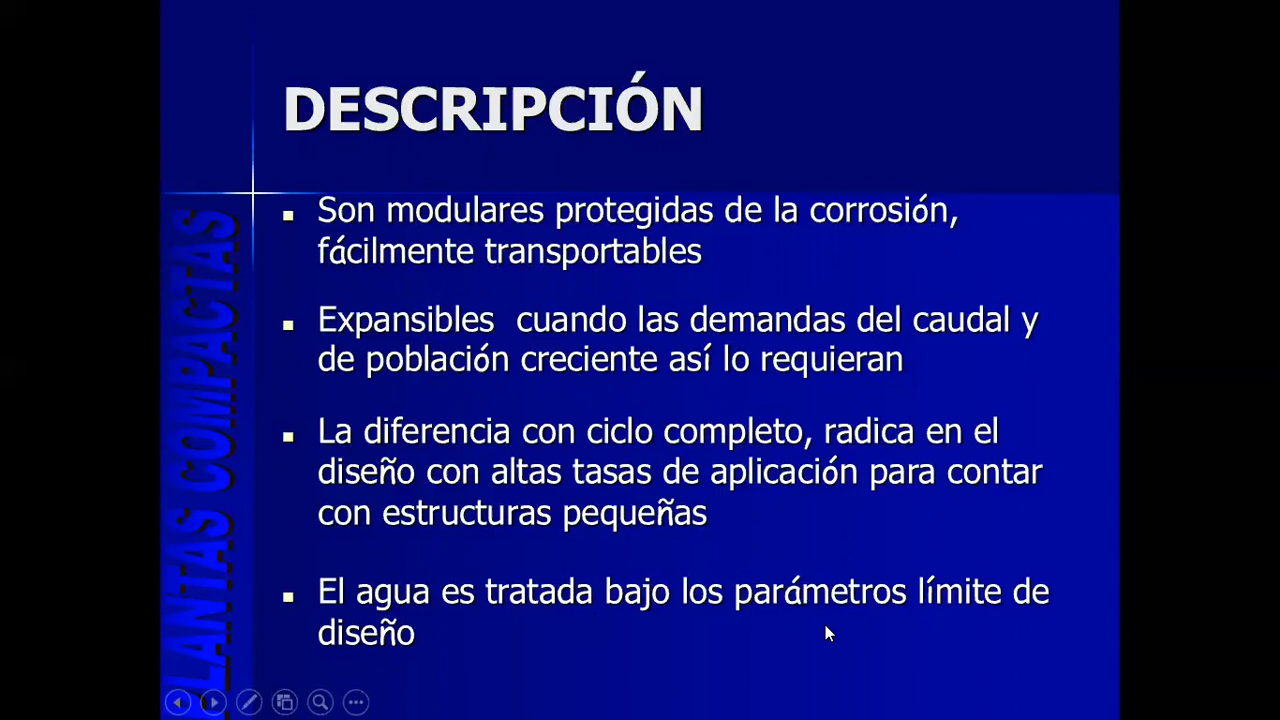 DESCRIPCIÓN
Son modulares protegidas de la corrosión,
fácilmente transportables
Expansibles cuando las demandas del caudal y
de población creciente así lo requieran
La diferencia con ciclo completo, radica en el
diseño con altas tasas de aplicación para contar
con estructuras pequeñas
El agua es tratada bajo los parámetros límite de
diseño
LANTAS COMPACTAS